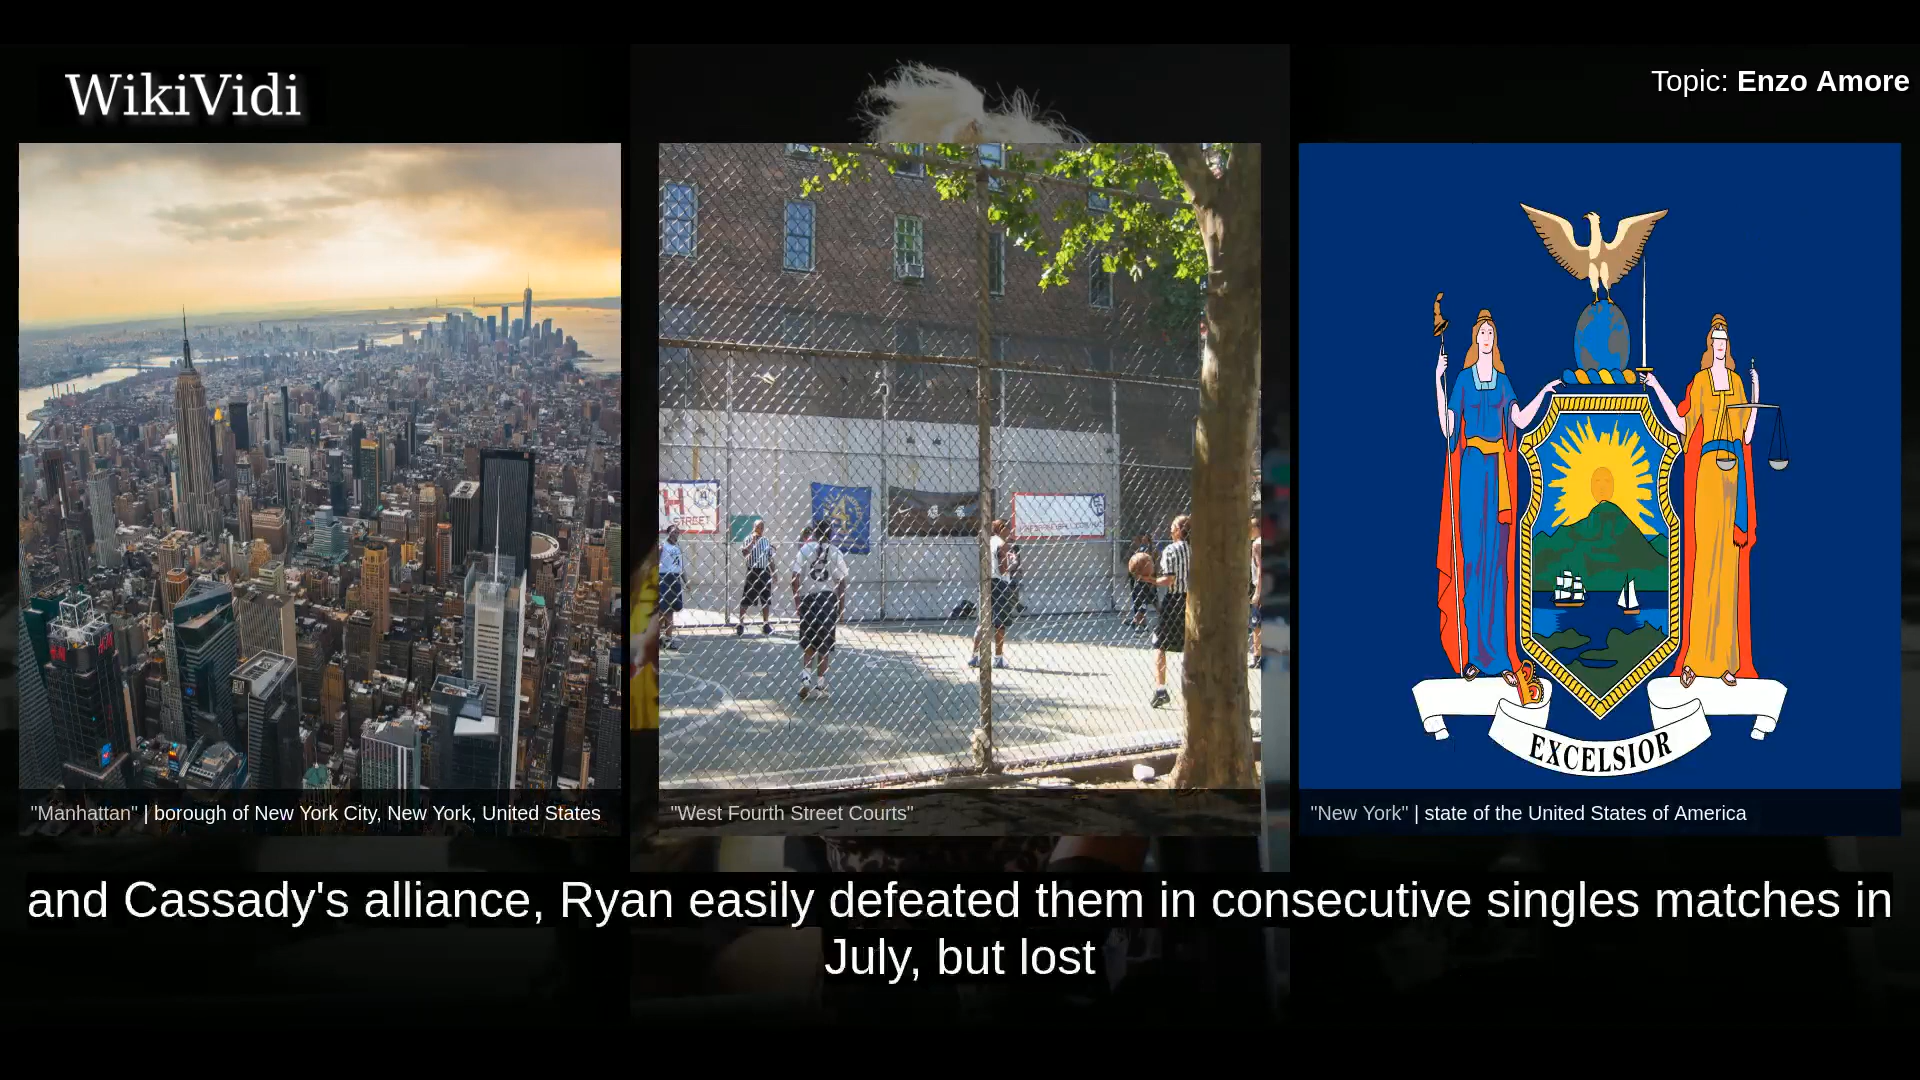 WikiVidi
Topic: Enzo Amore
H 4
STREET
EXCELSIOR
"Manhattan" | borough of New York City, New York, United States
"West Fourth Street Courts"
"New York" | state of the United States of America
and Cassady's alliance, Ryan easily defeated them in consecutive singles matches in
July, but lost